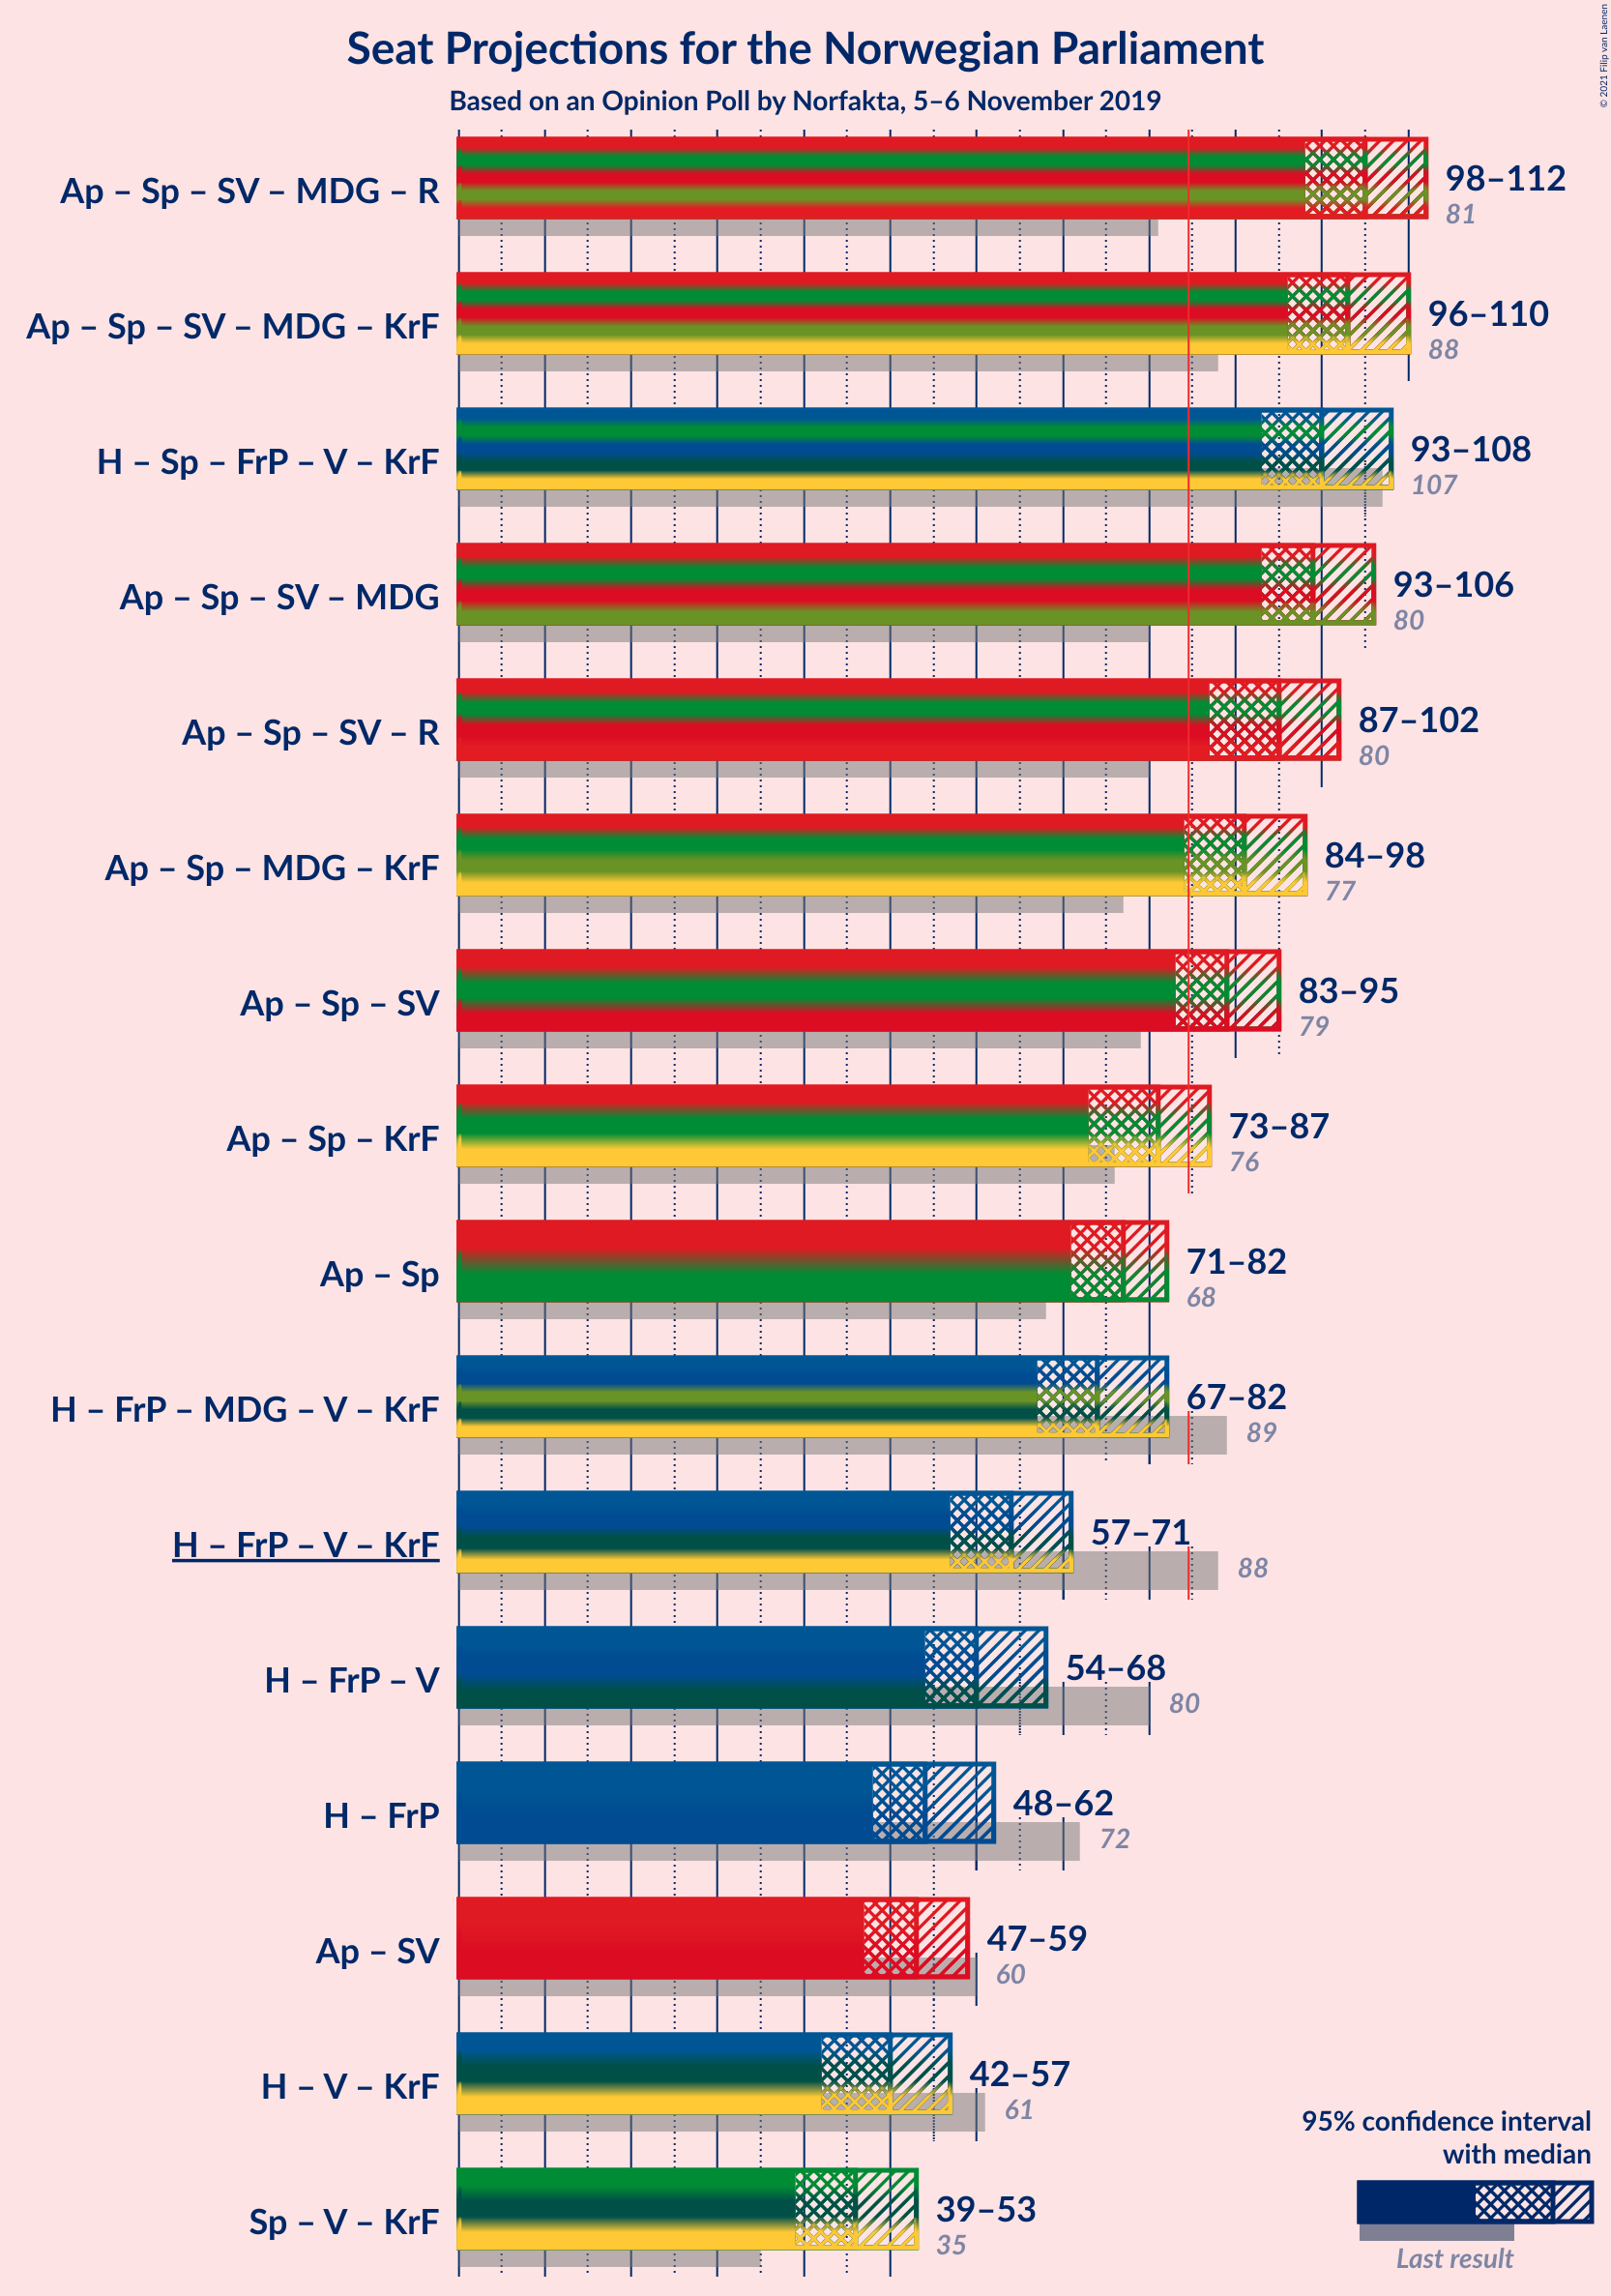 Seat Projections for the Norwegian Parliament
Based on an Opinion Poll by Norfakta, 5–6 November 2019
© 2021 Filip van Laenen
Ap – Sp – SV – MDG – R
98–112
81
Ap – Sp – SV – MDG – KrF
96–110
88
H – Sp – FrP – V – KrF
93–108
107
Ap – Sp – SV – MDG
93–106
80
Ap – Sp – SV – R
87–102
80
Ap – Sp – MDG – KrF
84–98
77
Ap – Sp – SV
83–95
79
Ap – Sp – KrF
73–87
76
Ap – Sp
71–82
68
H – FrP – MDG – V – KrF
67–82
89
H – FrP – V – KrF
57–71
88
H – FrP – V
54–68
80
H – FrP
48–62
72
Ap – SV
47–59
60
H – V – KrF
42–57
61
Sp – V – KrF
39–53
35
95% confidence interval
with median
Last result